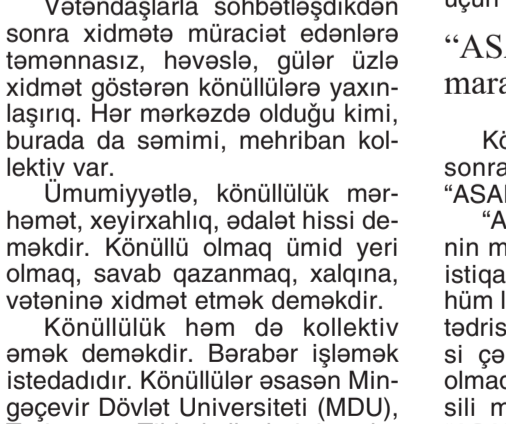 Vətəndaşlarla söhbətləşdikdən
sonra xidmətə müraciət edənlərə
təmənnasız, həvəslə, gülər üzlə
xidmət göstərən könüllülərə yaxın-
laşırıq. Hər mərkəzdə olduğu kimi,
burada da səmimi, mehriban kol-
lektiv var.
Ümumiyyətlə, könüllülük mər-
həmət, xeyirxahlıq, ədalət hissi de-
məkdir. Könüllü olmaq ümid yeri
olmaq, savab qazanmaq, xalqına,
vətəninə xidmət etmək deməkdir.
Könüllülük həm də kollektiv
əmək deməkdir. Bərabər işləmək
istedadıdır. Könüllülər əsasən Min-
gəçevir Dövlət Universiteti (MDU),
“ASA
mara
Kö
sonra
“ASAN
“A
nin m
istiqa
hüm l
tədris
si çə
olmaq
sili m